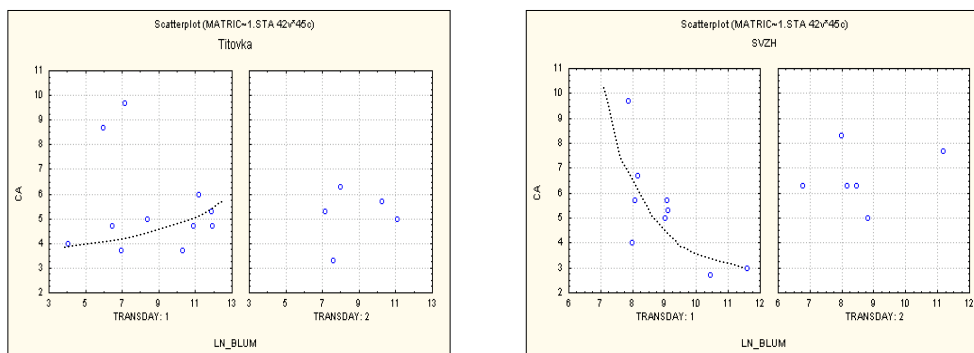 Scatterplot (MATRIC~1.STA 42v*45c)
Titovka
CA
11
10
9
8
7
6
5
4
3
2
3 5 7 9 11 13
TRANSDAY: 1
3 5 7 9 11 13
TRANSDAY: 2
LN_BLUM
Scatterplot (MATRIC~1.STA 42v*45c)
SVZH
CA
11
10
9
8
7
6
5
4
3
2
6 7 8 9 10 11 12
TRANSDAY: 1
6 7 8 9 10 11 12
TRANSDAY: 2
LN_BLUM